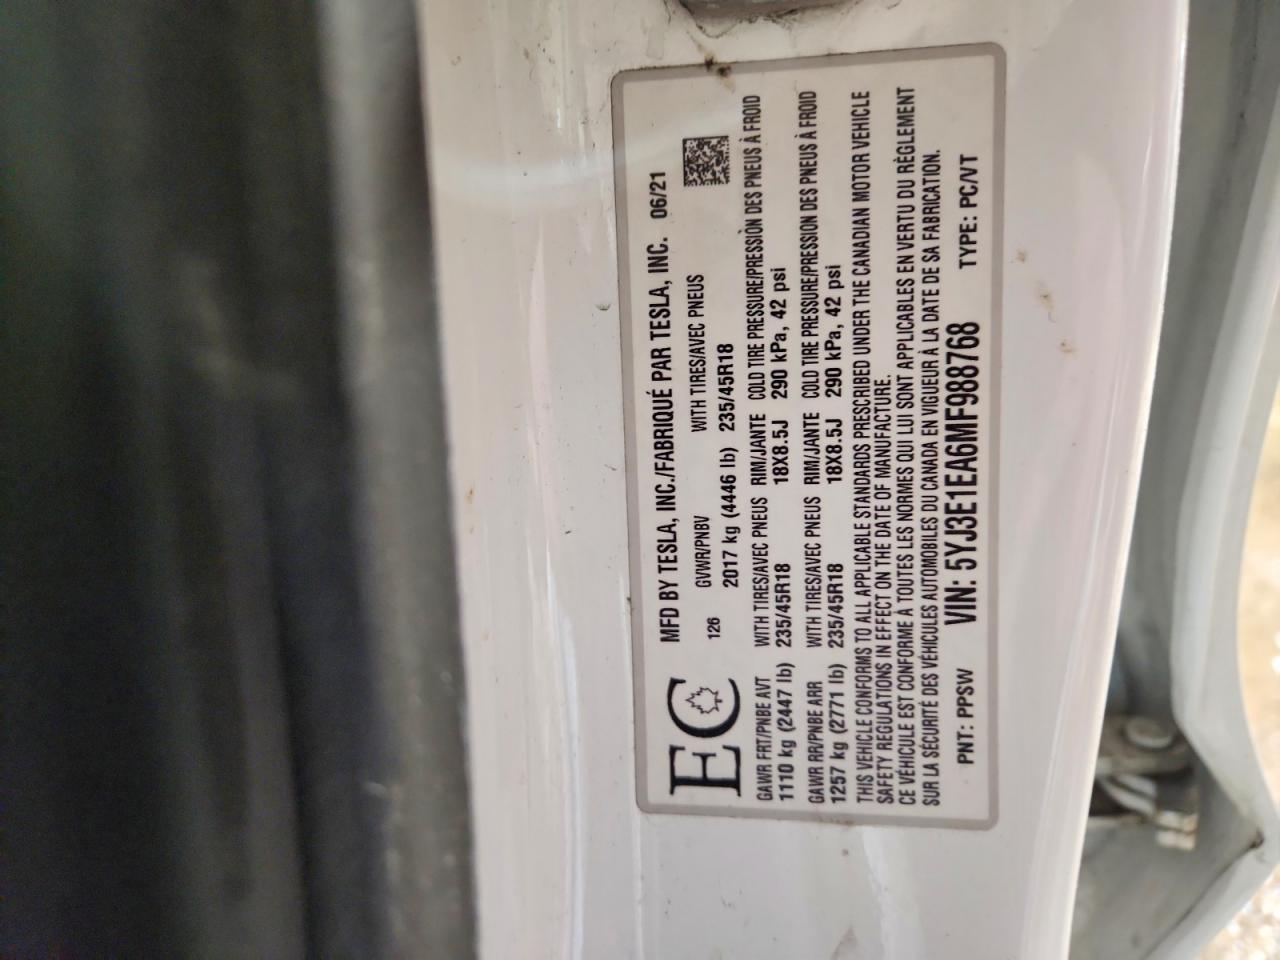 MFD BY TESLA, INC./FABRIQUÉ PAR TESLA, INC. 06/21
EC 126 GVWR/PNBV WITH TIRES/AVEC PNEUS
2017 kg (4446 lb) 235/45R18
GAWR FRT/PNBE AVT WITH TIRES/AVEC PNEUS RIM/JANTE COLD TIRE PRESSURE/PRESSION DES PNEUS À FROID
1110 kg (2447 lb) 235/45R18 18X8.5J 290 kPa, 42 psi
GAWR RR/PNBE ARR WITH TIRES/AVEC PNEUS RIM/JANTE COLD TIRE PRESSURE/PRESSION DES PNEUS À FROID
1257 kg (2771 lb) 235/45R18 18X8.5J 290 kPa, 42 psi
THIS VEHICLE CONFORMS TO ALL APPLICABLE STANDARDS PRESCRIBED UNDER THE CANADIAN MOTOR VEHICLE
SAFETY REGULATIONS IN EFFECT ON THE DATE OF MANUFACTURE.
CE VÉHICULE EST CONFORME À TOUTES LES NORMES QUI LUI SONT APPLICABLES EN VERTU DU RÈGLEMENT
SUR LA SÉCURITÉ DES VÉHICULES AUTOMOBILES DU CANADA EN VIGUEUR À LA DATE DE SA FABRICATION.
PNT: PPSW VIN: 5YJ3E1EA6MF988768 TYPE: PC/VT